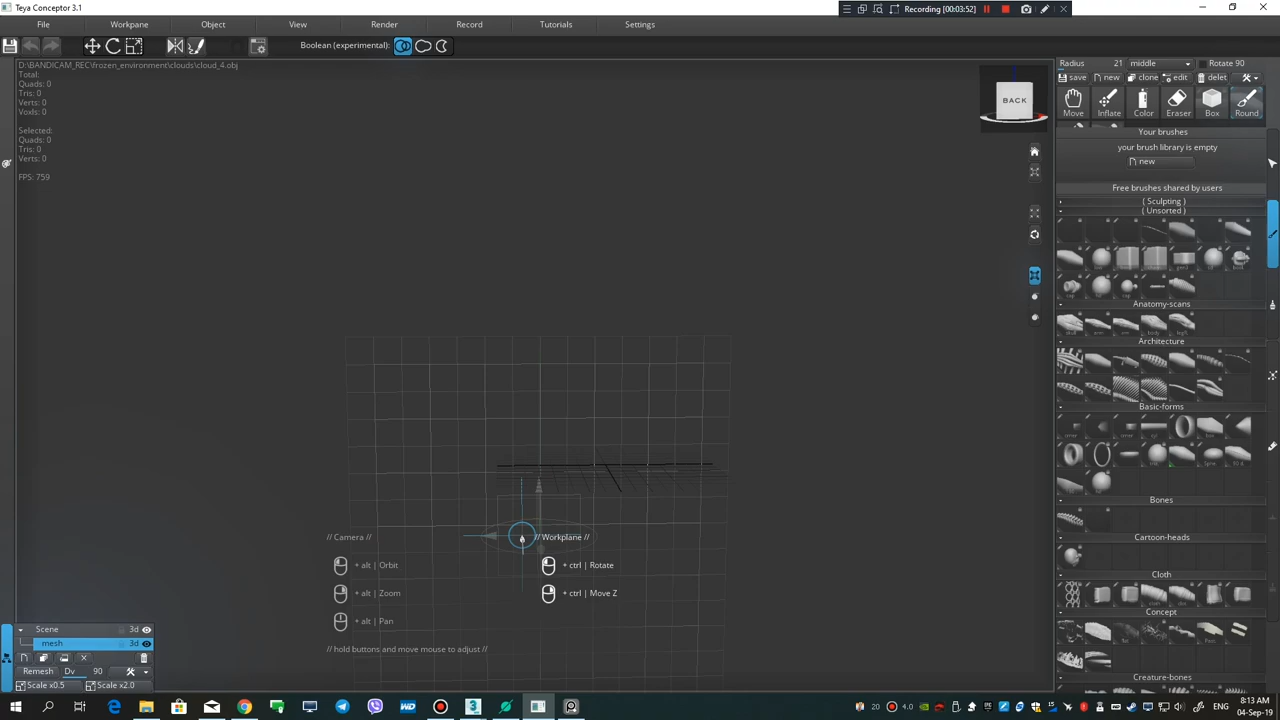 Teya Conceptor 3.1
Recording [00:03:52]
File Workpane Object View Render Record Tutorials Settings
Boolean (experimental):
D:\BANDICAM_REC\frozen_environment\clouds\cloud_4.obj
Total:
Quads: 0
Tris: 0
Verts: 0
Voxls: 0
Selected:
Quads: 0
Tris: 0
Verts: 0
FPS: 759
BACK
Radius 21 middle Rotate 90
save new clone edit delet
Move Inflate Color Eraser Box Round
Your brushes
your brush library is empty
new
Free brushes shared by users
( Sculpting )
( Unsorted )
Anatomy-scans
Architecture
Basic-forms
Bones
Cartoon-heads
Cloth
Concept
Creature-bones
// Camera // // Workplane //
+ alt | Orbit + ctrl | Rotate
+ alt | Zoom + ctrl | Move Z
+ alt | Pan
// hold buttons and move mouse to adjust //
Scene 3d
mesh 3d
Remesh Dv 90
Scale x0.5 Scale x2.0
20 4.0 ENG 8:13 AM
04-Sep-19